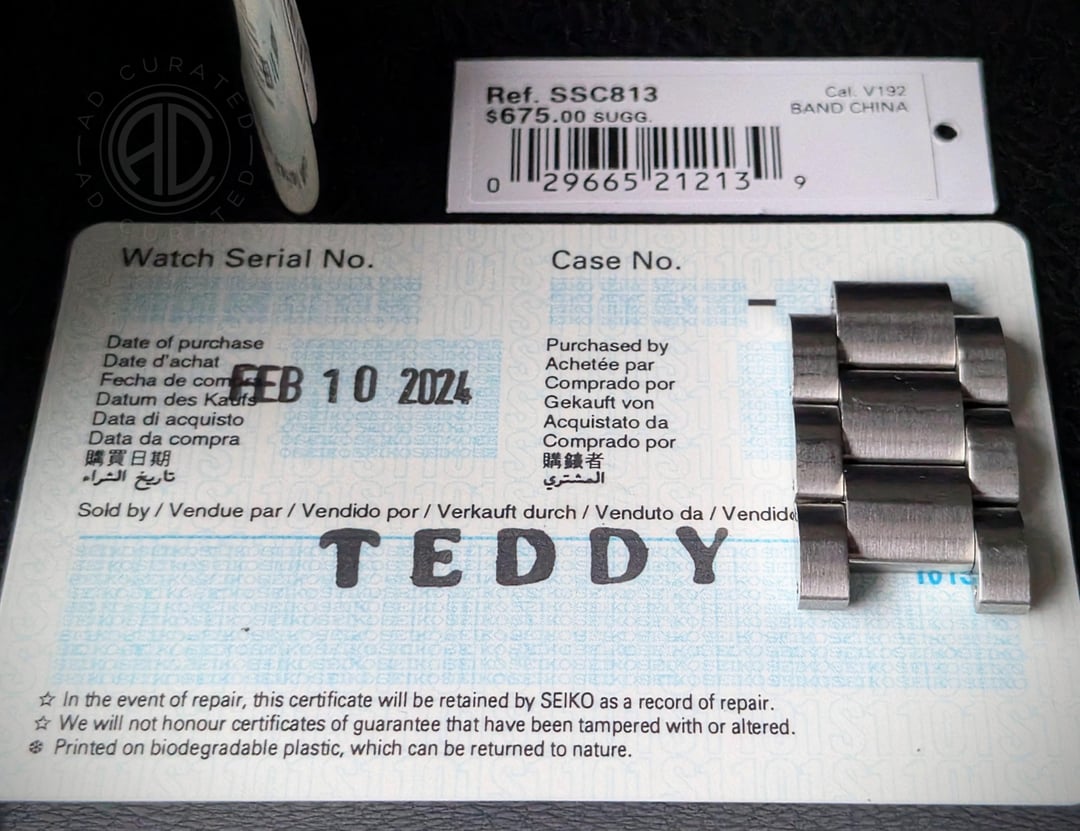 AD CURATED
AD
AD CURATED
Ref. SSC813
$675.00 SUGG.
Cal. V192
BAND CHINA
0 29665 21213 9
Watch Serial No.
Case No.
Date of purchase
Date d'achat
Fecha de compra
Datum des Kaufs
Data di acquisto
Data da compra
購買日期
تاريخ الشراء
FEB 10 2024
Purchased by
Achetée par
Comprado por
Gekauft von
Acquistato da
Comprado por
購錶者
المشتري
Sold by / Vendue par / Vendido por / Verkauft durch / Venduto da / Vendido
TEDDY
☆ In the event of repair, this certificate will be retained by SEIKO as a record of repair.
☆ We will not honour certificates of guarantee that have been tampered with or altered.
❄ Printed on biodegradable plastic, which can be returned to nature.